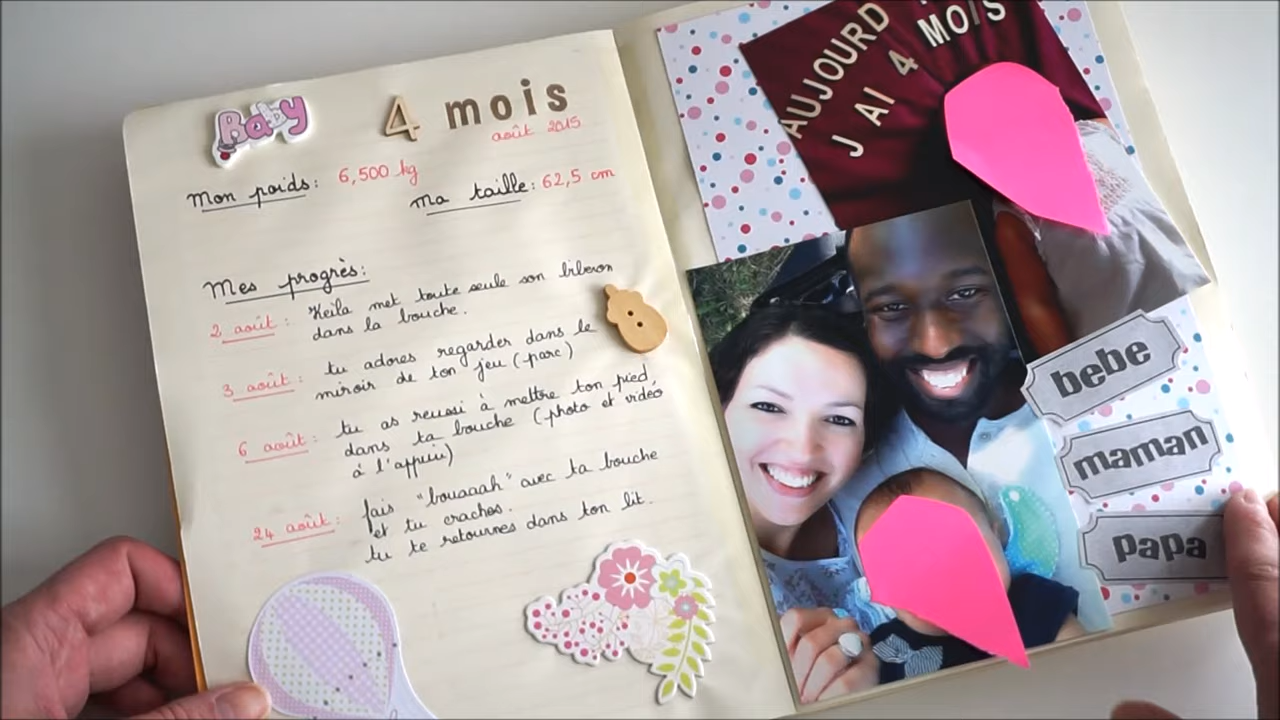 Baby
4 mois
août 2015
Mon poids: 6,500 kg
Ma taille: 62,5 cm
Mes progrès:
2 août: Keila met toute seule son biberon
dans la bouche.
3 août: tu adores regarder dans le
miroir de ton jeu (parc)
6 août: tu as reussi à mettre ton pied
dans ta bouche (photo et vidéo
à l'appui)
24 août: fais "bouaaah" avec ta bouche
et tu craches.
tu te retournes dans ton lit.
AUJOURD
J AI 4 MOIS
bebe
maman
papa